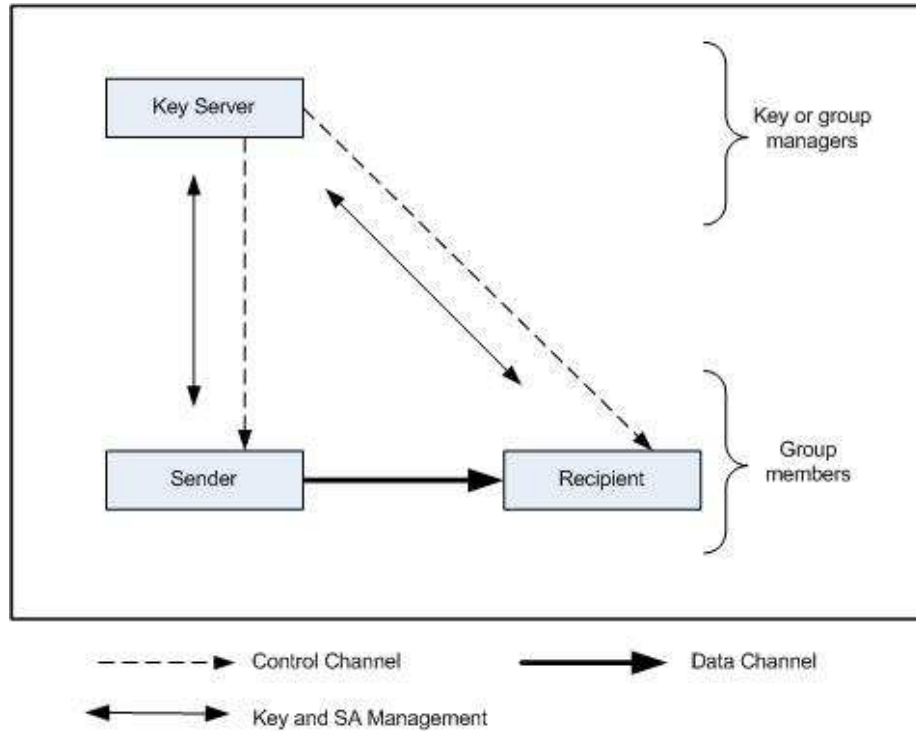 Key Server
Key or group
managers
Sender
Recipient
Group
members
Control Channel
Data Channel
Key and SA Management